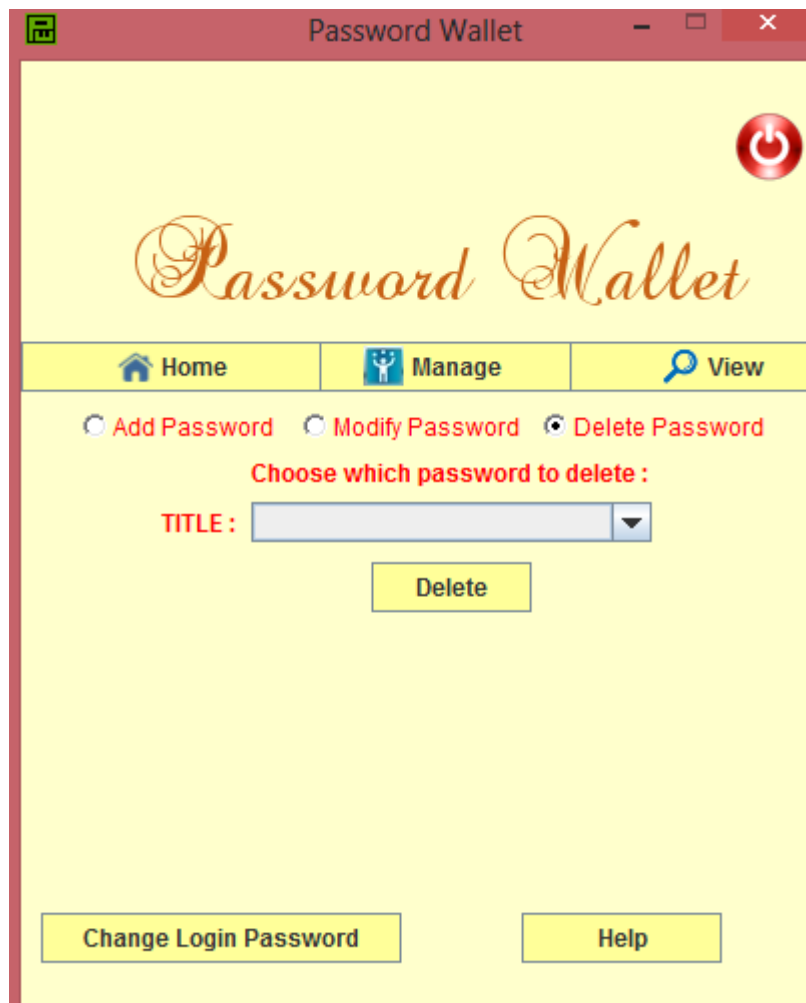 Password Wallet
Password Wallet
Home Manage View
Add Password Modify Password Delete Password
Choose which password to delete :
TITLE :
Delete
Change Login Password Help